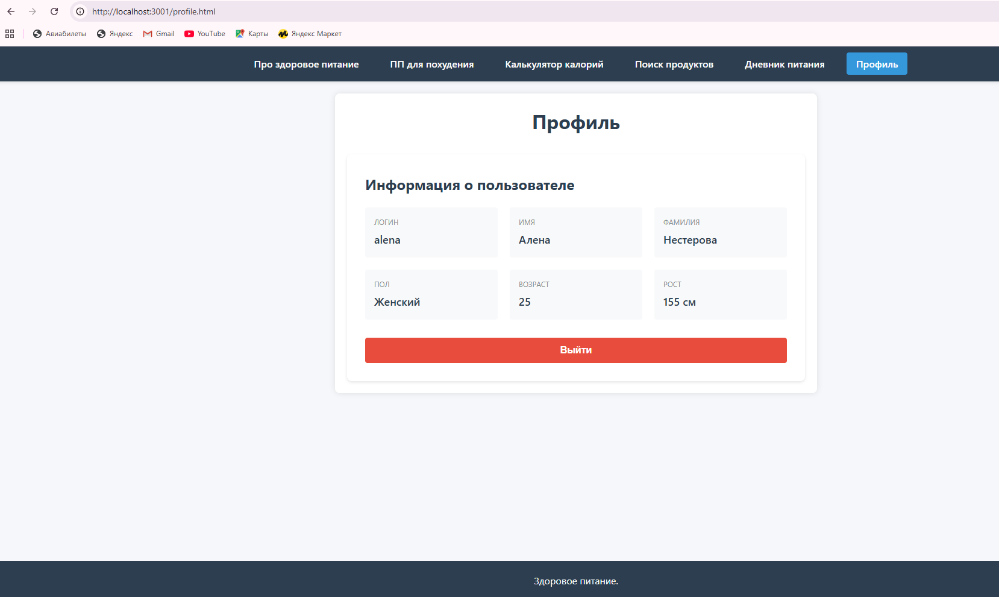 http://localhost:3001/profile.html
Авиабилеты Яндекс Gmail YouTube Карты Яндекс Маркет
Про здоровое питание ПП для похудения Калькулятор калорий Поиск продуктов Дневник питания Профиль
Профиль
Информация о пользователе
ЛОГИН ИМЯ ФАМИЛИЯ
alena Алена Нестерова
ПОЛ ВОЗРАСТ РОСТ
Женский 25 155 см
Выйти
Здоровое питание.